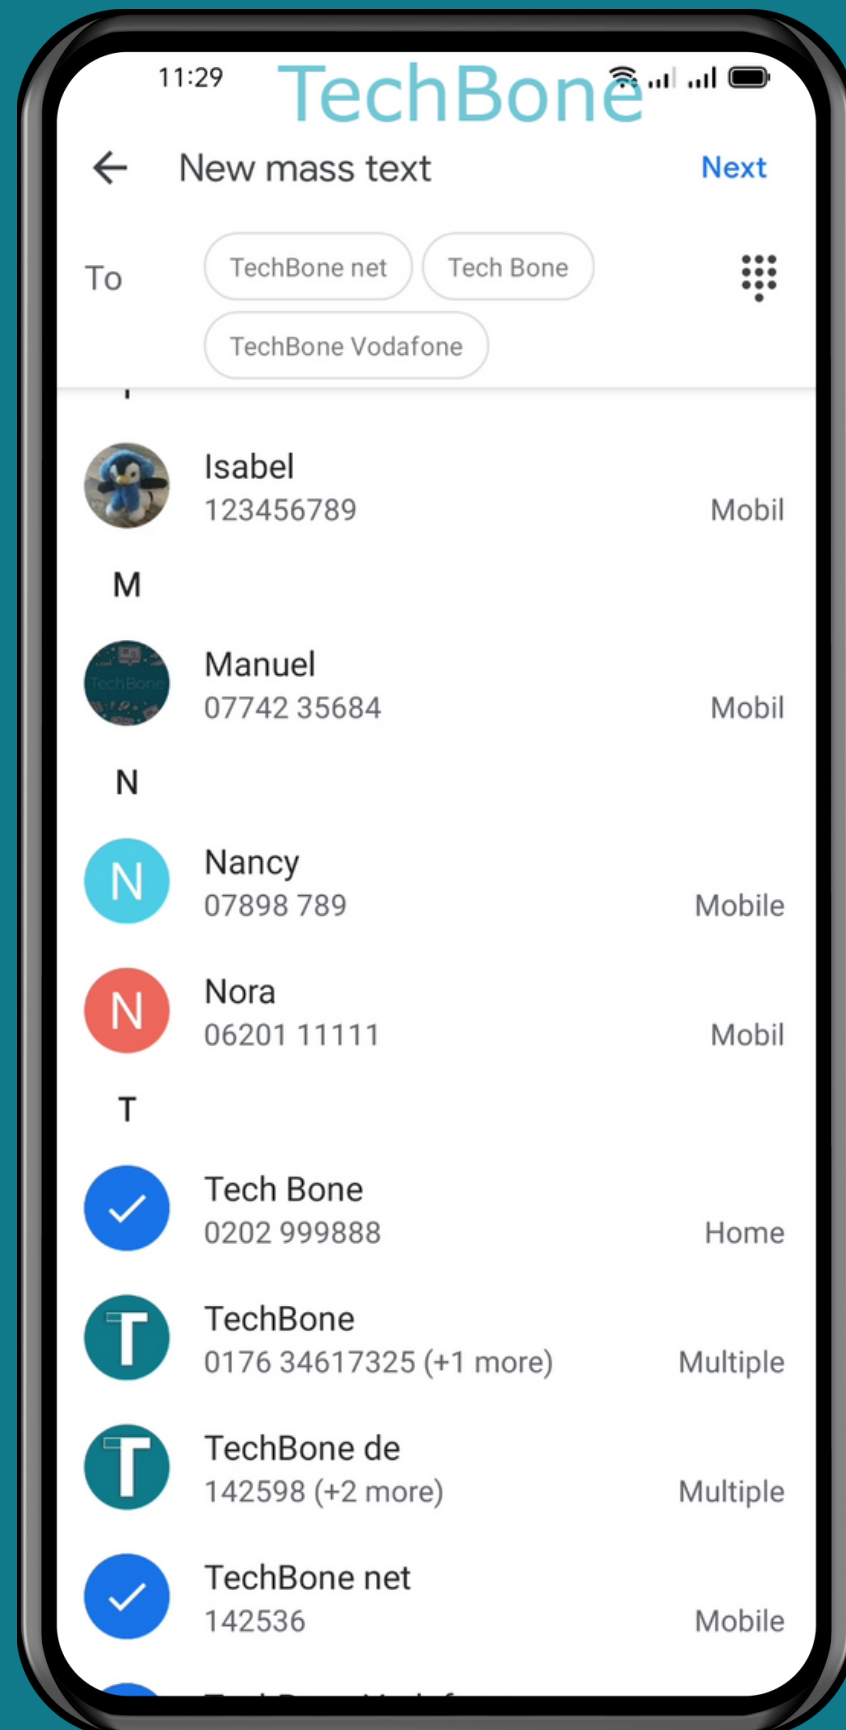 11:29
TechBone
New mass text
Next
To
TechBone net
Tech Bone
TechBone Vodafone
Isabel
123456789
Mobil
M
TechBone
Manuel
07742 35684
Mobil
N
N
Nancy
07898 789
Mobile
N
Nora
06201 11111
Mobil
T
Tech Bone
0202 999888
Home
T
TechBone
0176 34617325 (+1 more)
Multiple
T
TechBone de
142598 (+2 more)
Multiple
TechBone net
142536
Mobile